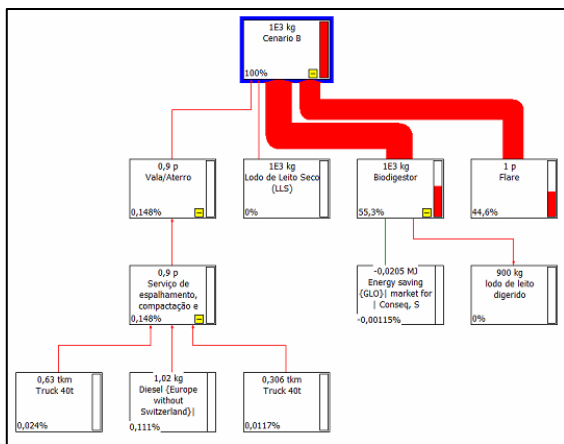 1E3 kg
Cenario B
100%
0,9 p
Vala/Aterro
0,148%
1E3 kg
Lodo de Leito Seco
(LLS)
0%
1E3 kg
Biodigestor
55,3%
1 p
Flare
44,6%
0,9 p
Serviço de
espalhamento,
compactação e
0,148%
-0,0205 MJ
Energy saving
{GLO}| market for
| Conseq, S
-0,00115%
900 kg
lodo de leito
digerido
0%
0,63 tkm
Truck 40t
0,024%
1,02 kg
Diesel {Europe
without
Switzerland}|
0,111%
0,306 tkm
Truck 40t
0,0117%